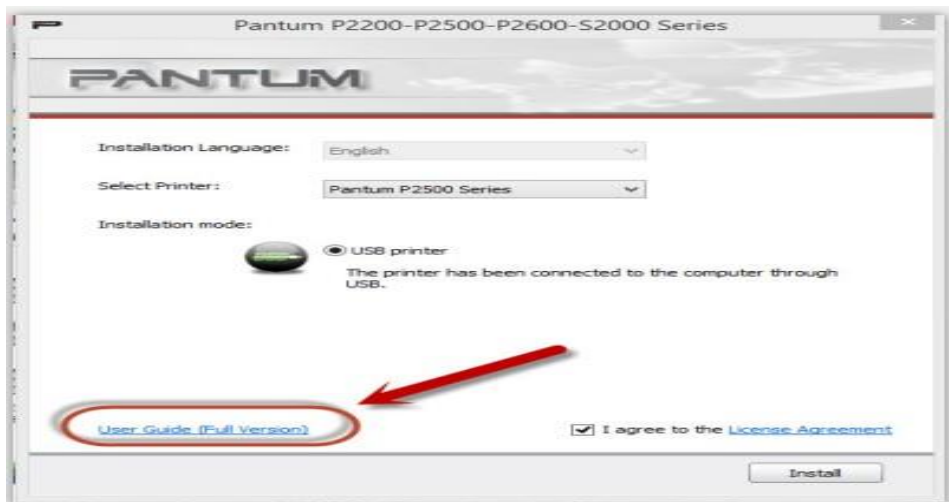 Pantum P2200-P2500-P2600-S2000 Series
PANTUM
Installation Language: English
Select Printer: Pantum P2500 Series
Installation mode:
USB printer
The printer has been connected to the computer through
USB.
User Guide (Full Version)
I agree to the License Agreement
Install